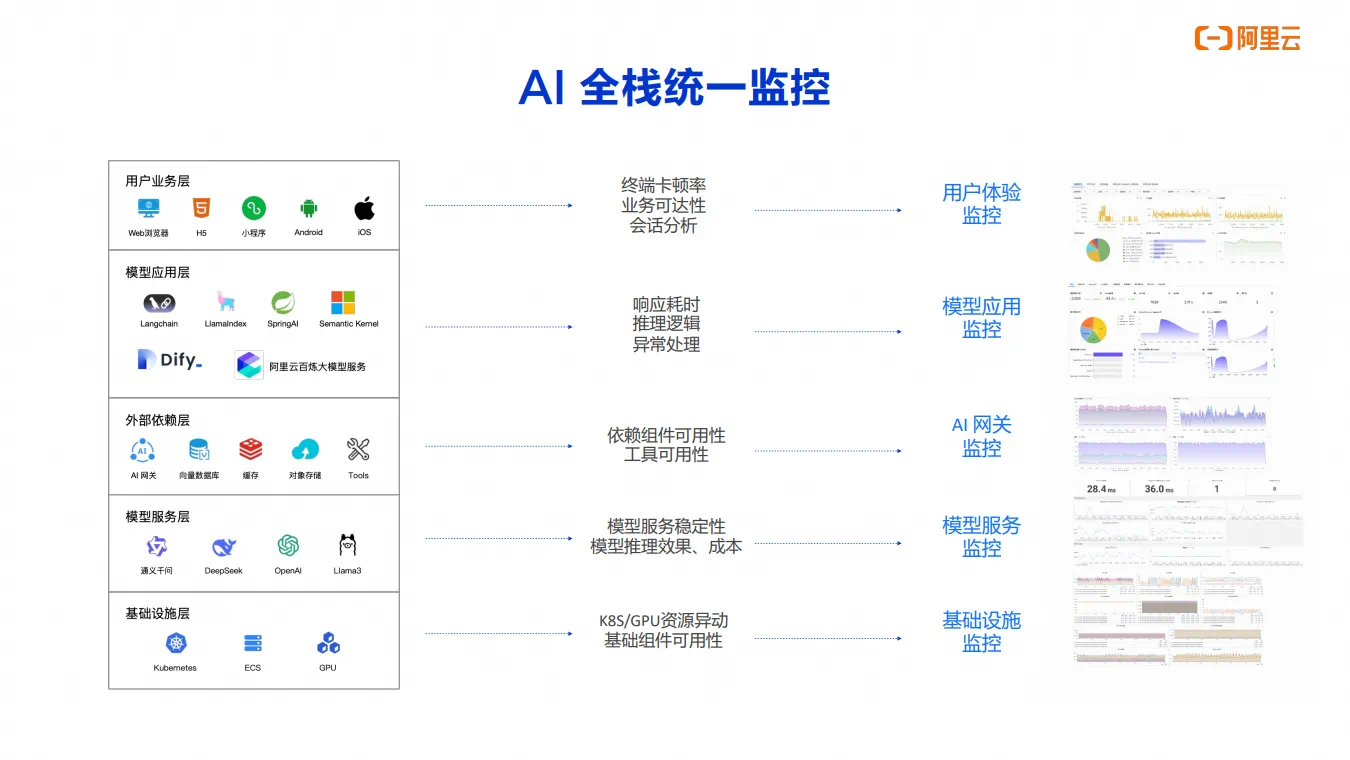 阿里云
AI 全栈统一监控
用户业务层
Web浏览器
H5
小程序
Android
iOS
终端卡顿率
业务可达性
会话分析
用户体验
监控
模型应用层
Langchain
LlamaIndex
SpringAI
Semantic Kernel
Dify_
阿里云百炼大模型服务
响应耗时
推理逻辑
异常处理
模型应用
监控
外部依赖层
AI
AI 网关
向量数据库
缓存
对象存储
Tools
依赖组件可用性
工具可用性
AI 网关
监控
28.4 ms
36.0 ms
1
0
模型服务层
通义千问
DeepSeek
OpenAI
Llama3
模型服务稳定性
模型推理效果、成本
模型服务
监控
基础设施层
Kubernetes
ECS
GPU
K8S/GPU资源异动
基础组件可用性
基础设施
监控